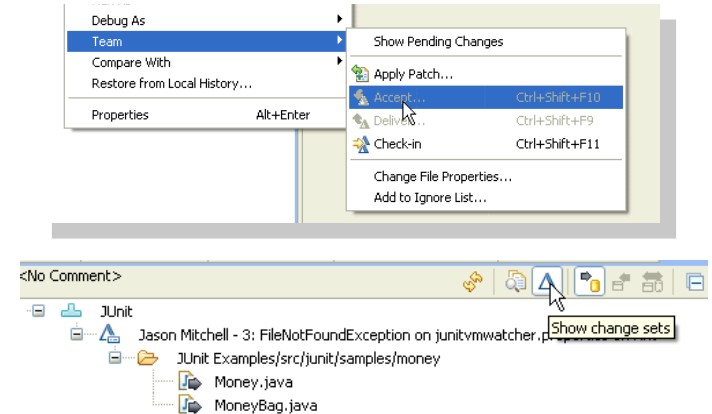 Debug As
Team
Compare With
Restore from Local History...
Properties Alt+Enter
Show Pending Changes
Apply Patch...
Accept... Ctrl+Shift+F10
Deliver... Ctrl+Shift+F9
Check-in Ctrl+Shift+F11
Change File Properties...
Add to Ignore List...
<No Comment>
Show change sets
JUnit
Jason Mitchell - 3: FileNotFoundException on junitvmwatcher.
JUnit Examples/src/junit/samples/money
Money.java
MoneyBag.java